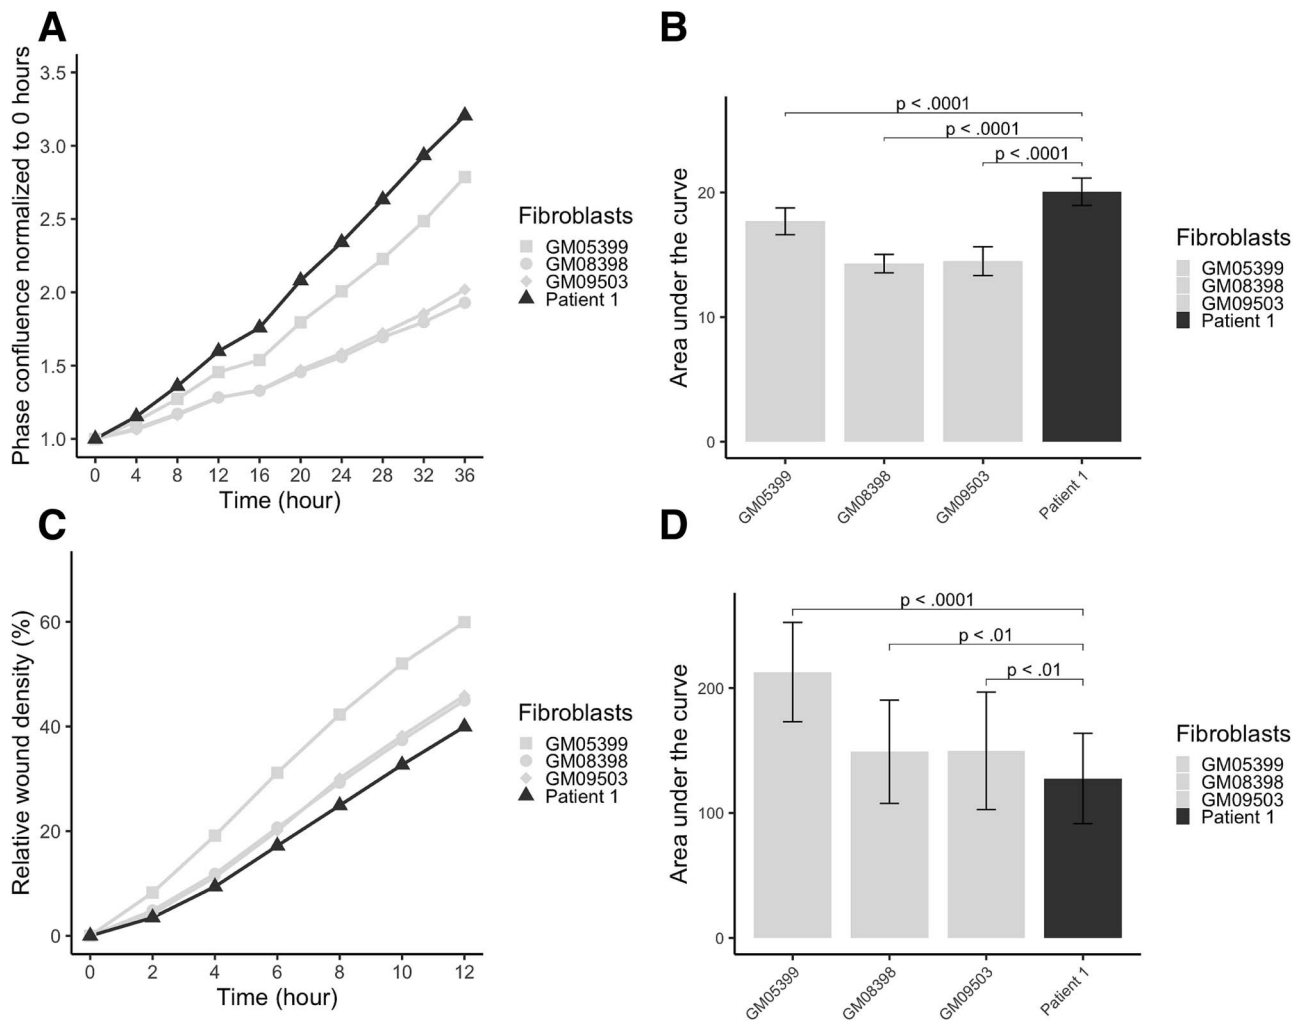 A
Phase confluence normalized to 0 hours
3.5
3.0
2.5
2.0
1.5
1.0
0 4 8 12 16 20 24 28 32 36
Time (hour)
Fibroblasts
GM05399
GM08398
GM09503
Patient 1
B
Area under the curve
20
10
0
p < .0001
p < .0001
p < .0001
GM05399 GM08398 GM09503 Patient 1
Fibroblasts
GM05399
GM08398
GM09503
Patient 1
C
Relative wound density (%)
60
40
20
0
0 2 4 6 8 10 12
Time (hour)
Fibroblasts
GM05399
GM08398
GM09503
Patient 1
D
Area under the curve
200
100
0
p < .0001
p < .01
p < .01
GM05399 GM08398 GM09503 Patient 1
Fibroblasts
GM05399
GM08398
GM09503
Patient 1